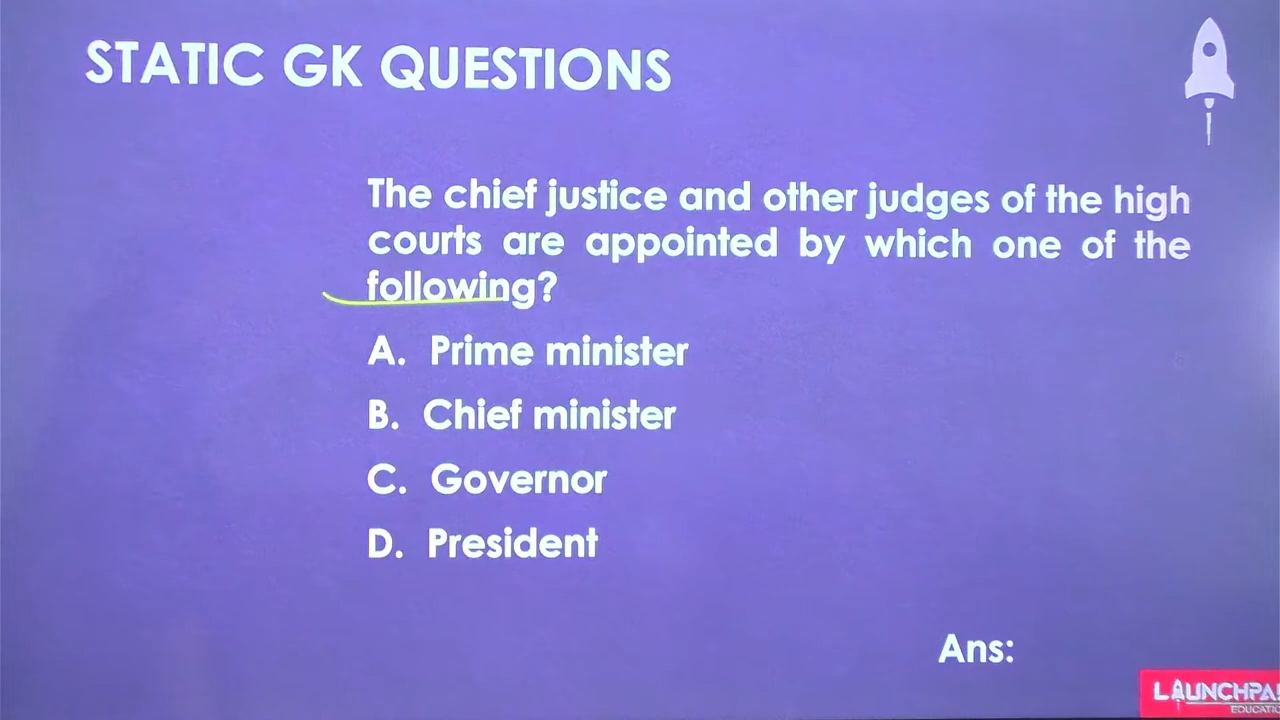 STATIC GK QUESTIONS
The chief justice and other judges of the high
courts are appointed by which one of the
following?
A. Prime minister
B. Chief minister
C. Governor
D. President
Ans: